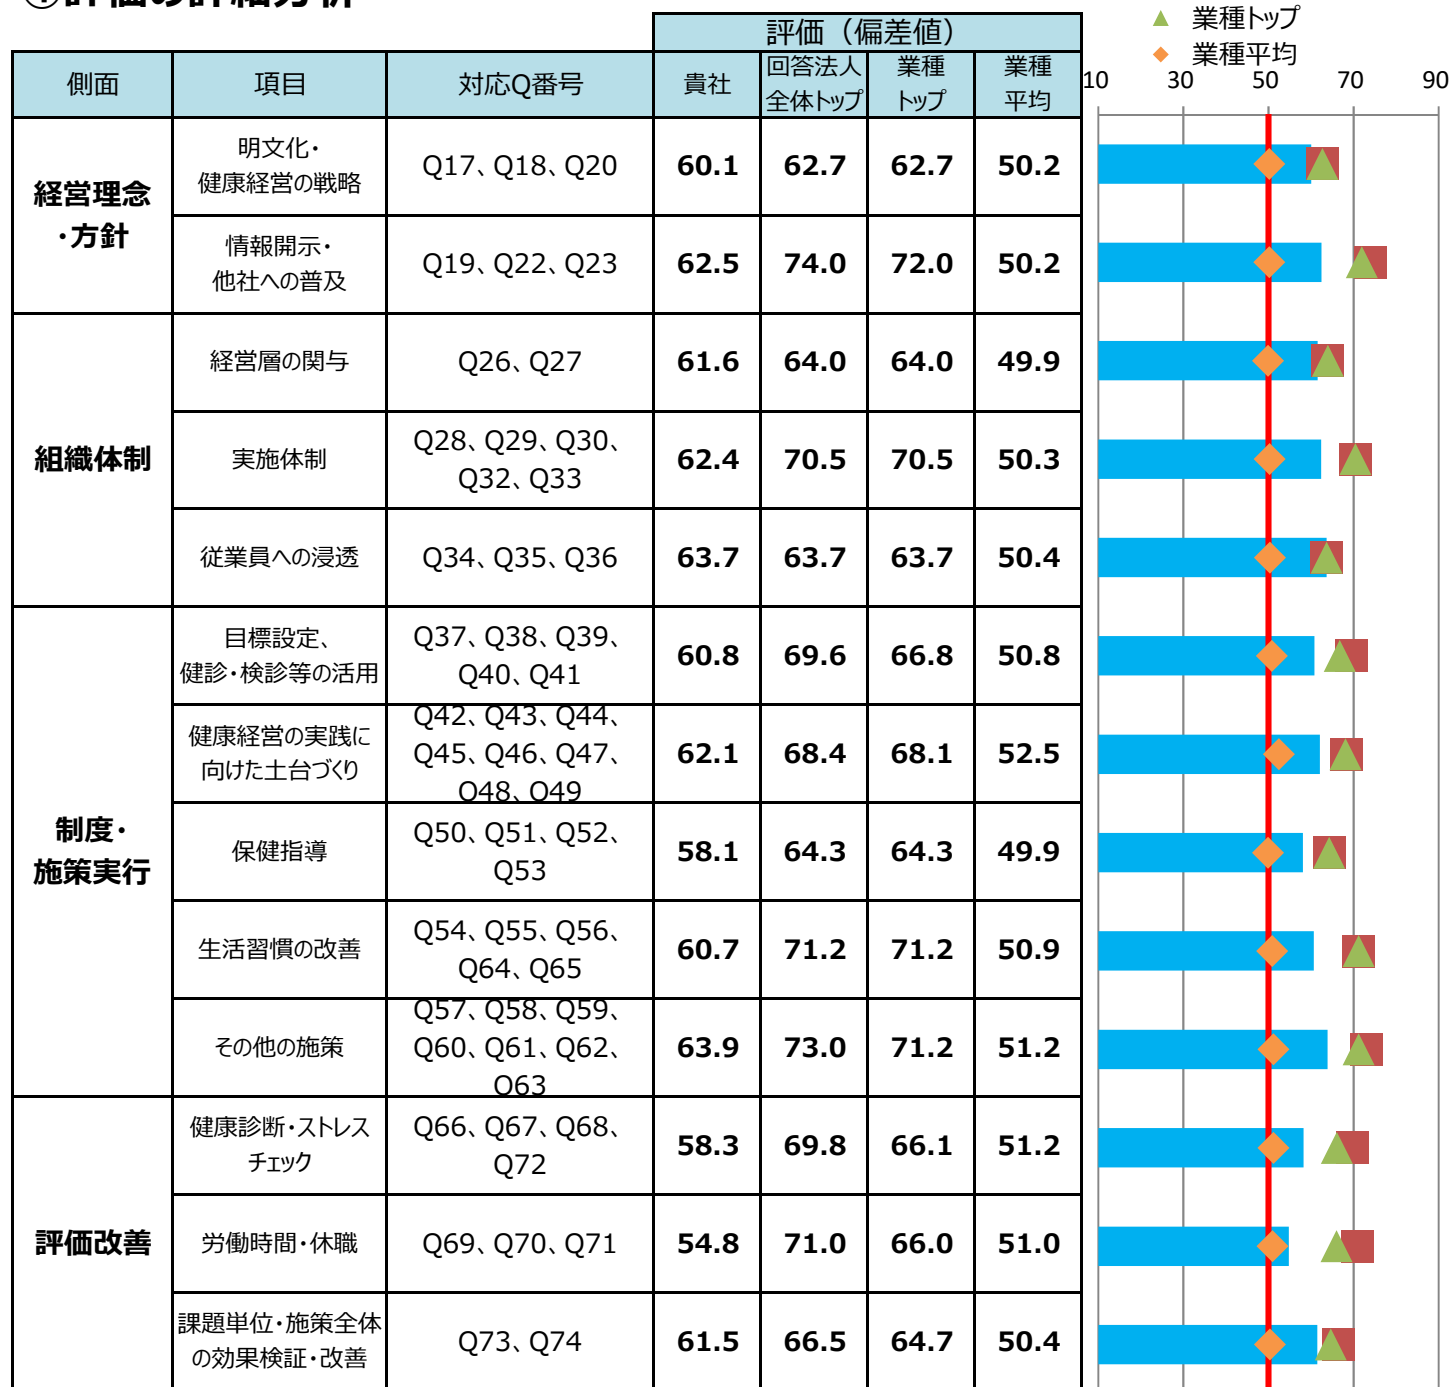 ④評価の詳細分析
▲ 業種トップ
◆ 業種平均
評価（偏差値）
側面 項目 対応Q番号 貴社 回答法人 業種 業種
全体トップ トップ 平均
10 30 50 70 90
経営理念
・方針
明文化・
健康経営の戦略
Q17、Q18、Q20 60.1 62.7 62.7 50.2
情報開示・
他社への普及
Q19、Q22、Q23 62.5 74.0 72.0 50.2
組織体制
経営層の関与 Q26、Q27 61.6 64.0 64.0 49.9
実施体制
Q28、Q29、Q30、
Q32、Q33
62.4 70.5 70.5 50.3
従業員への浸透 Q34、Q35、Q36 63.7 63.7 63.7 50.4
制度・
施策実行
目標設定、
健診・検診等の活用
Q37、Q38、Q39、
Q40、Q41
60.8 69.6 66.8 50.8
健康経営の実践に
向けた土台づくり
Q42、Q43、Q44、
Q45、Q46、Q47、
Q48、Q49
62.1 68.4 68.1 52.5
保健指導
Q50、Q51、Q52、
Q53
58.1 64.3 64.3 49.9
生活習慣の改善
Q54、Q55、Q56、
Q64、Q65
60.7 71.2 71.2 50.9
その他の施策
Q57、Q58、Q59、
Q60、Q61、Q62、
Q63
63.9 73.0 71.2 51.2
評価改善
健康診断・ストレス
チェック
Q66、Q67、Q68、
Q72
58.3 69.8 66.1 51.2
労働時間・休職 Q69、Q70、Q71 54.8 71.0 66.0 51.0
課題単位・施策全体
の効果検証・改善
Q73、Q74 61.5 66.5 64.7 50.4